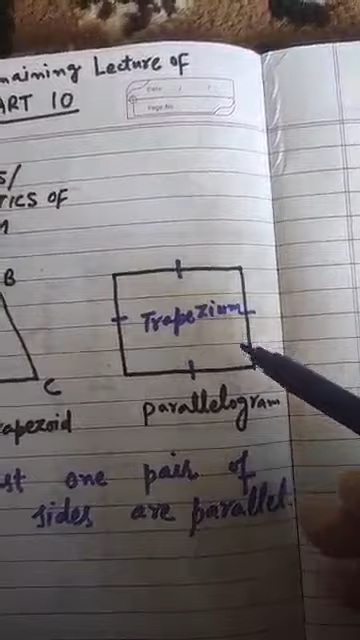 maining Lecture of
ART 10
Date / /
Page No.
S/
TICS OF
M
B
Trapezium
C
apezoid
parallelogram
st one pair of
sides are parallel.